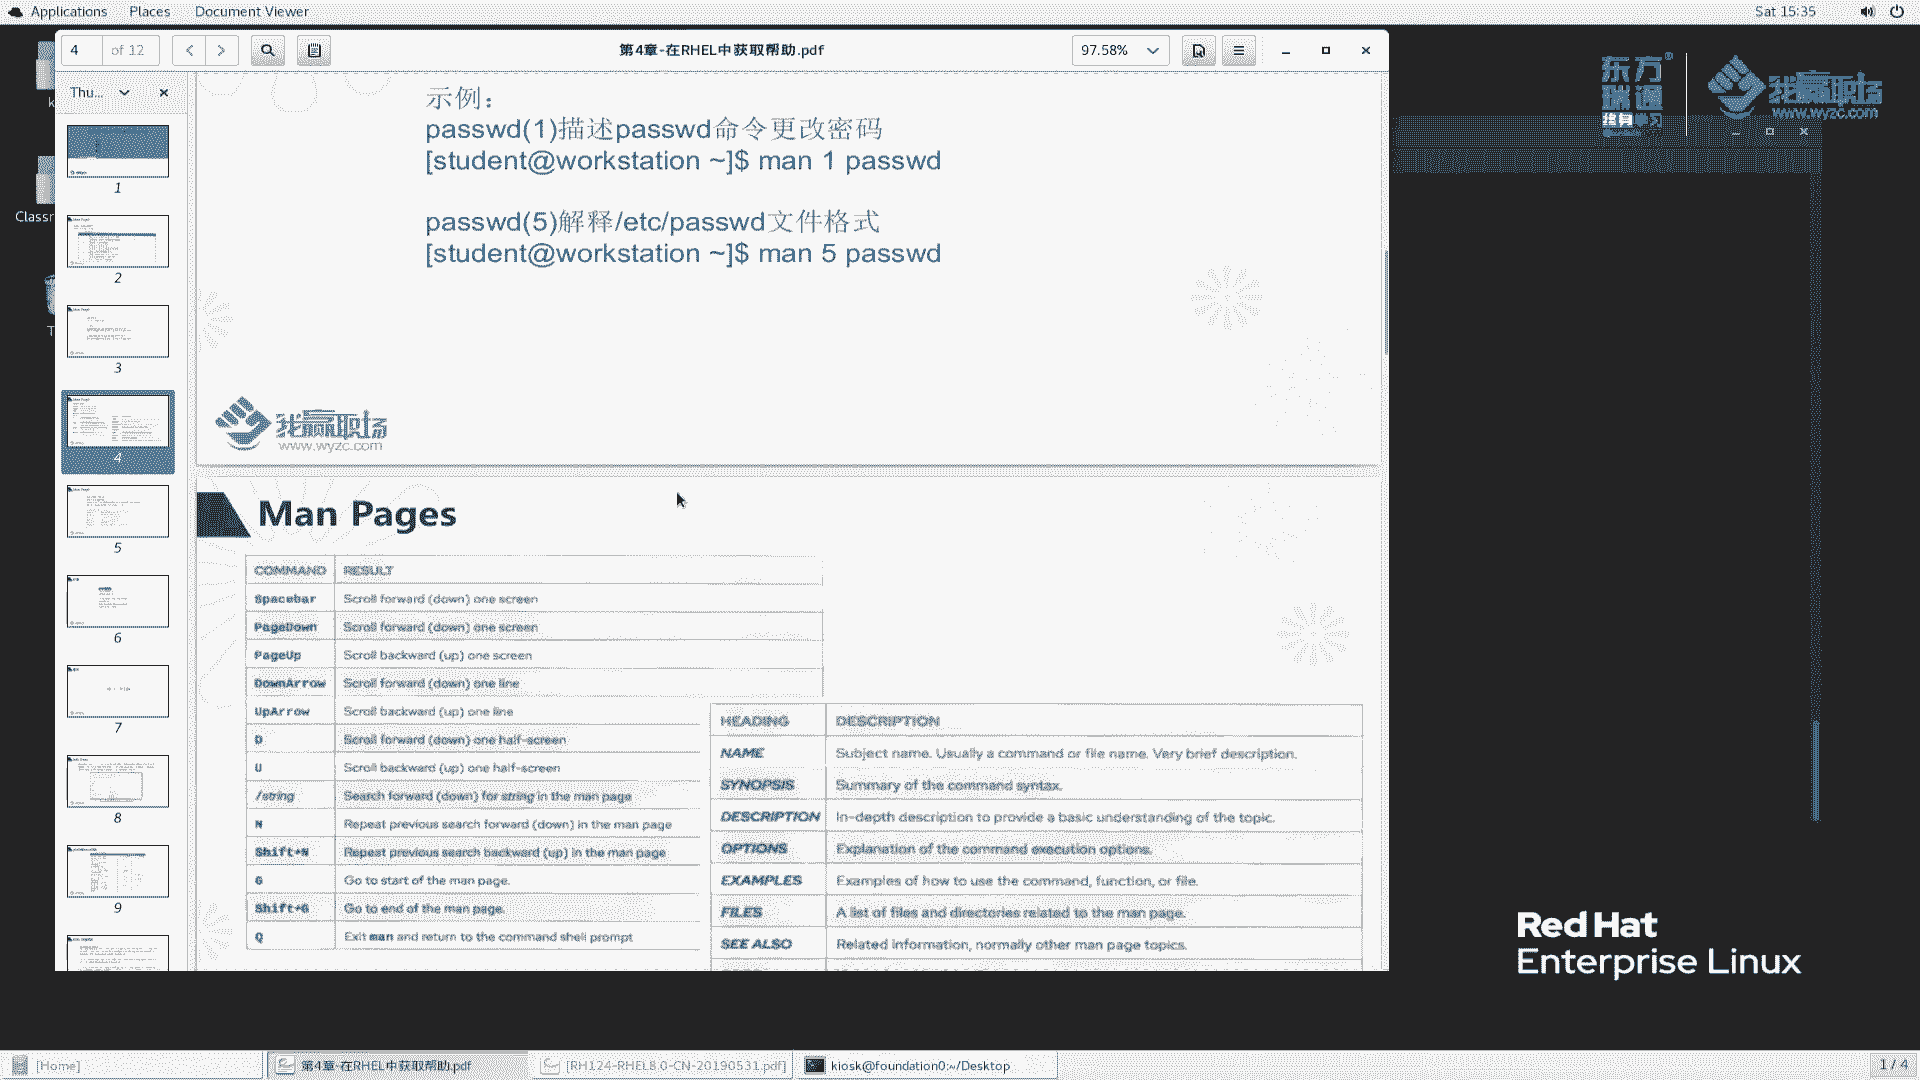 Applications Places Document Viewer Sat 15:35
4 of 12 第4章-在RHEL中获取帮助.pdf 97.58%
Thu...
1
2
3
4
5
6
7
8
9
示例：
passwd(1)描述passwd命令更改密码
[student@workstation ~]$ man 1 passwd
passwd(5)解释/etc/passwd文件格式
[student@workstation ~]$ man 5 passwd
我赢职场
www.wyzc.com
Man Pages
COMMAND RESULT
Spacebar Scroll forward (down) one screen
PageDown Scroll forward (down) one screen
PageUp Scroll backward (up) one screen
DownArrow Scroll forward (down) one line
UpArrow Scroll backward (up) one line
D Scroll forward (down) one half-screen
U Scroll backward (up) one half-screen
/string Search forward (down) for string in the man page
N Repeat previous search forward (down) in the man page
Shift+N Repeat previous search backward (up) in the man page
G Go to start of the man page.
Shift+G Go to end of the man page.
Q Exit man and return to the command shell prompt
HEADING DESCRIPTION
NAME Subject name. Usually a command or file name. Very brief description.
SYNOPSIS Summary of the command syntax.
DESCRIPTION In-depth description to provide a basic understanding of the topic.
OPTIONS Explanation of the command execution options.
EXAMPLES Examples of how to use the command, function, or file.
FILES A list of files and directories related to the man page.
SEE ALSO Related information, normally other man page topics.
东方瑞通®
终身学习
我赢职场
www.wyzc.com
Red Hat
Enterprise Linux
[Home] 第4章-在RHEL中获取帮助.pdf [RH124-RHEL8.0-CN-20190531.pdf] kiosk@foundation0:~/Desktop 1 / 4